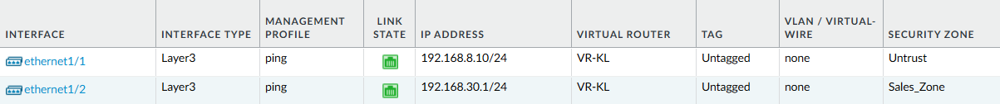 INTERFACE INTERFACE TYPE MANAGEMENT PROFILE LINK STATE IP ADDRESS VIRTUAL ROUTER TAG VLAN / VIRTUAL-WIRE SECURITY ZONE
ethernet1/1 Layer3 ping 192.168.8.10/24 VR-KL Untagged none Untrust
ethernet1/2 Layer3 ping 192.168.30.1/24 VR-KL Untagged none Sales_Zone